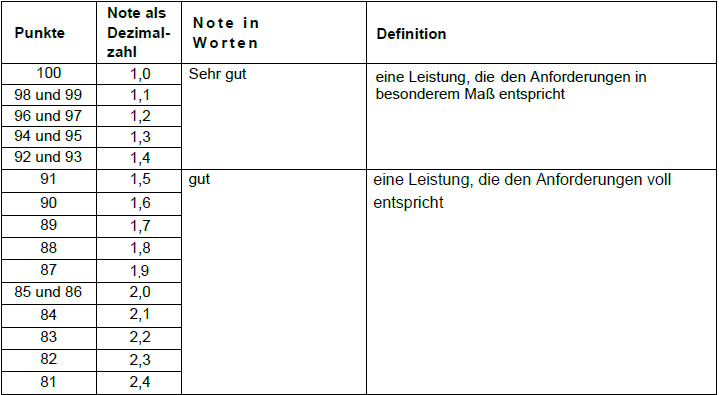 Punkte
Note als
Dezimal-
zahl
Note in
Worten
Definition
100 1,0 Sehr gut eine Leistung, die den Anforderungen in
98 und 99 1,1 besonderem Maß entspricht
96 und 97 1,2
94 und 95 1,3
92 und 93 1,4
91 1,5 gut eine Leistung, die den Anforderungen voll
90 1,6 entspricht
89 1,7
88 1,8
87 1,9
85 und 86 2,0
84 2,1
83 2,2
82 2,3
81 2,4